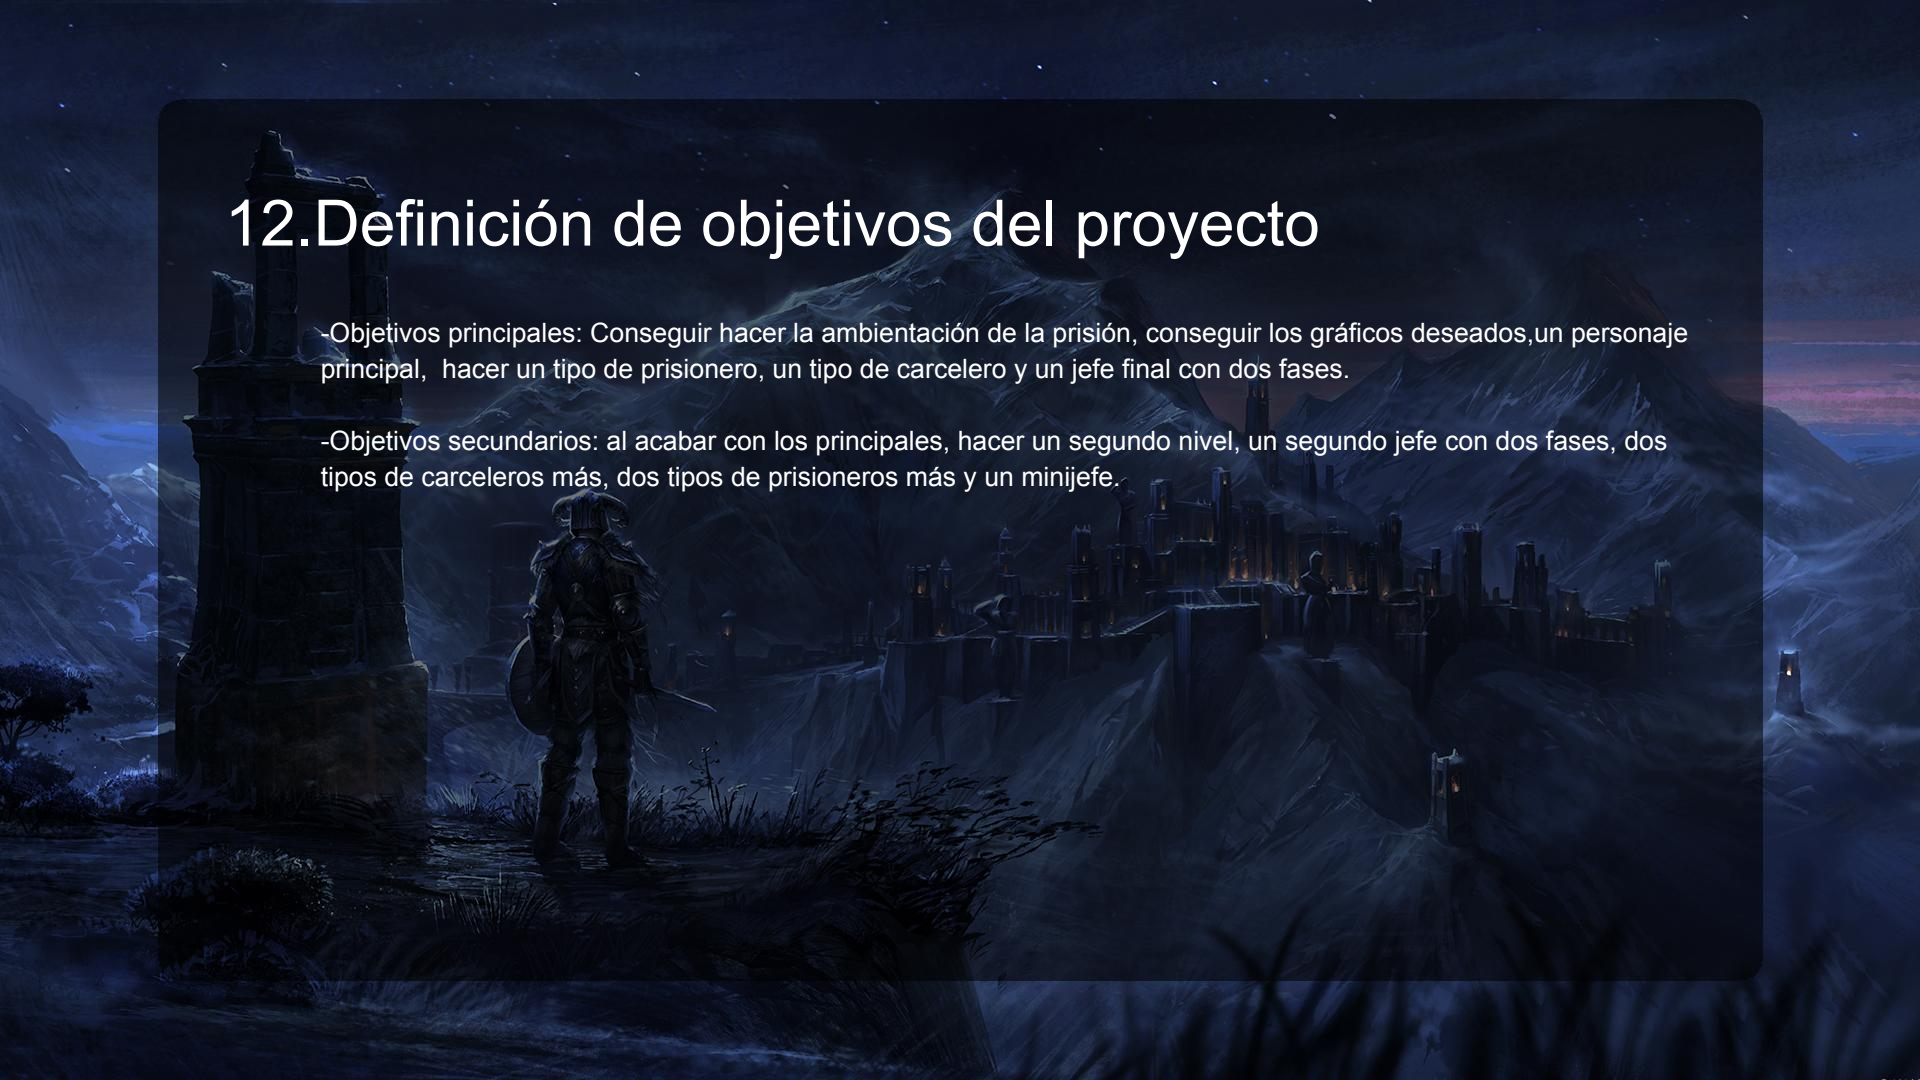 12.Definición de objetivos del proyecto
-Objetivos principales: Conseguir hacer la ambientación de la prisión, conseguir los gráficos deseados,un personaje
principal,  hacer un tipo de prisionero, un tipo de carcelero y un jefe final con dos fases.
-Objetivos secundarios: al acabar con los principales, hacer un segundo nivel, un segundo jefe con dos fases, dos
tipos de carceleros más, dos tipos de prisioneros más y un minijefe.